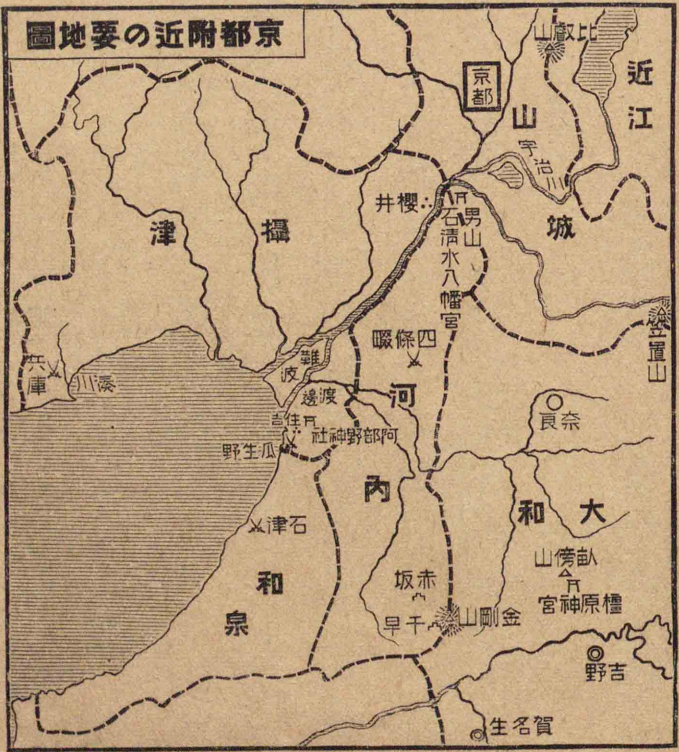 京都附近の要地圖
比叡山
近江
京都
山城
宇治川
櫻井
男山
石清水八幡宮
攝津
四條畷
笠置山
兵庫
湊川
難波
渡邊
住吉
阿部野神社
瓜生野
河内
奈良
大和
石津
和泉
赤坂
千早
金剛山
畝傍山
橿原神宮
吉野
賀名生